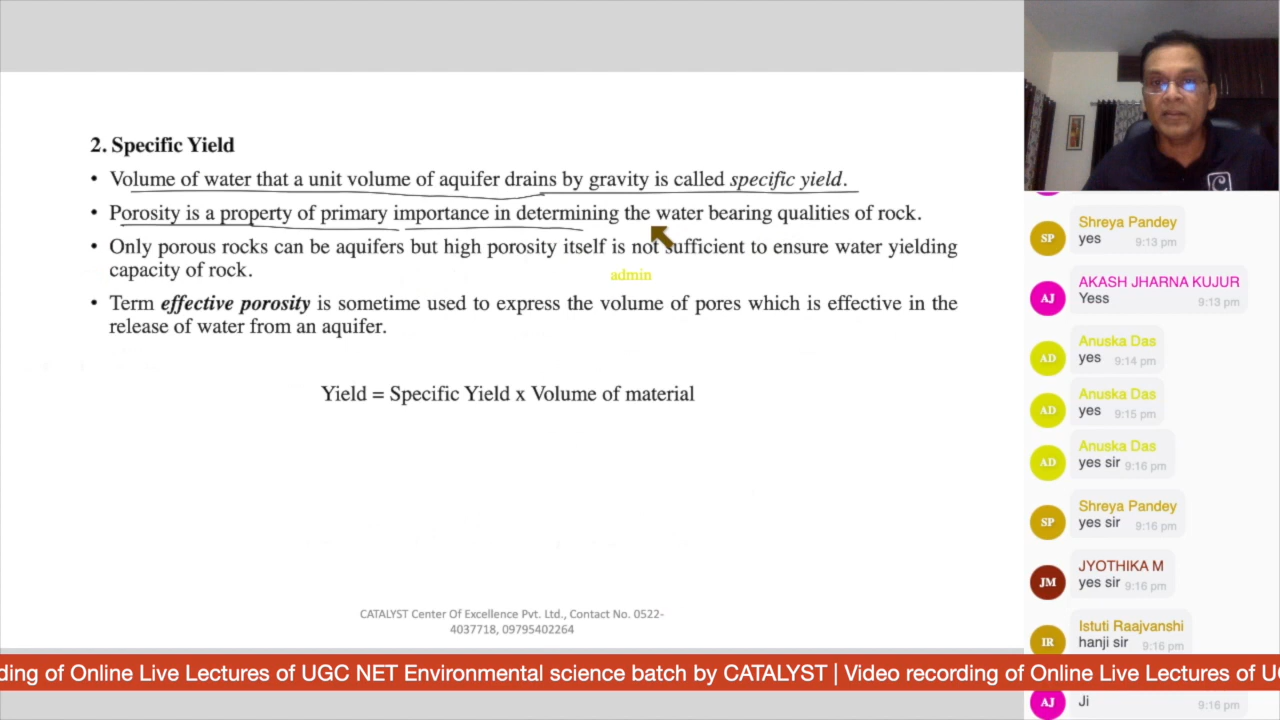 2. Specific Yield
• Volume of water that a unit volume of aquifer drains by gravity is called specific yield.
• Porosity is a property of primary importance in determining the water bearing qualities of rock.
• Only porous rocks can be aquifers but high porosity itself is not sufficient to ensure water yielding
capacity of rock.
admin
• Term effective porosity is sometime used to express the volume of pores which is effective in the
release of water from an aquifer.
Yield = Specific Yield x Volume of material
CATALYST Center Of Excellence Pvt. Ltd., Contact No. 0522-
4037718, 09795402264
C
Shreya Pandey
SP yes 9:13 pm
AKASH JHARNA KUJUR
AJ Yess 9:13 pm
Anuska Das
AD yes 9:14 pm
Anuska Das
AD yes 9:15 pm
Anuska Das
AD yes sir 9:16 pm
Shreya Pandey
SP yes sir 9:16 pm
JYOTHIKA M
JM yes sir 9:16 pm
Istuti Raajvanshi
IR hanji sir 9:16 pm
ding of Online Live Lectures of UGC NET Environmental science batch by CATALYST | Video recording of Online Live Lectures of U
AJ Ji 9:16 pm